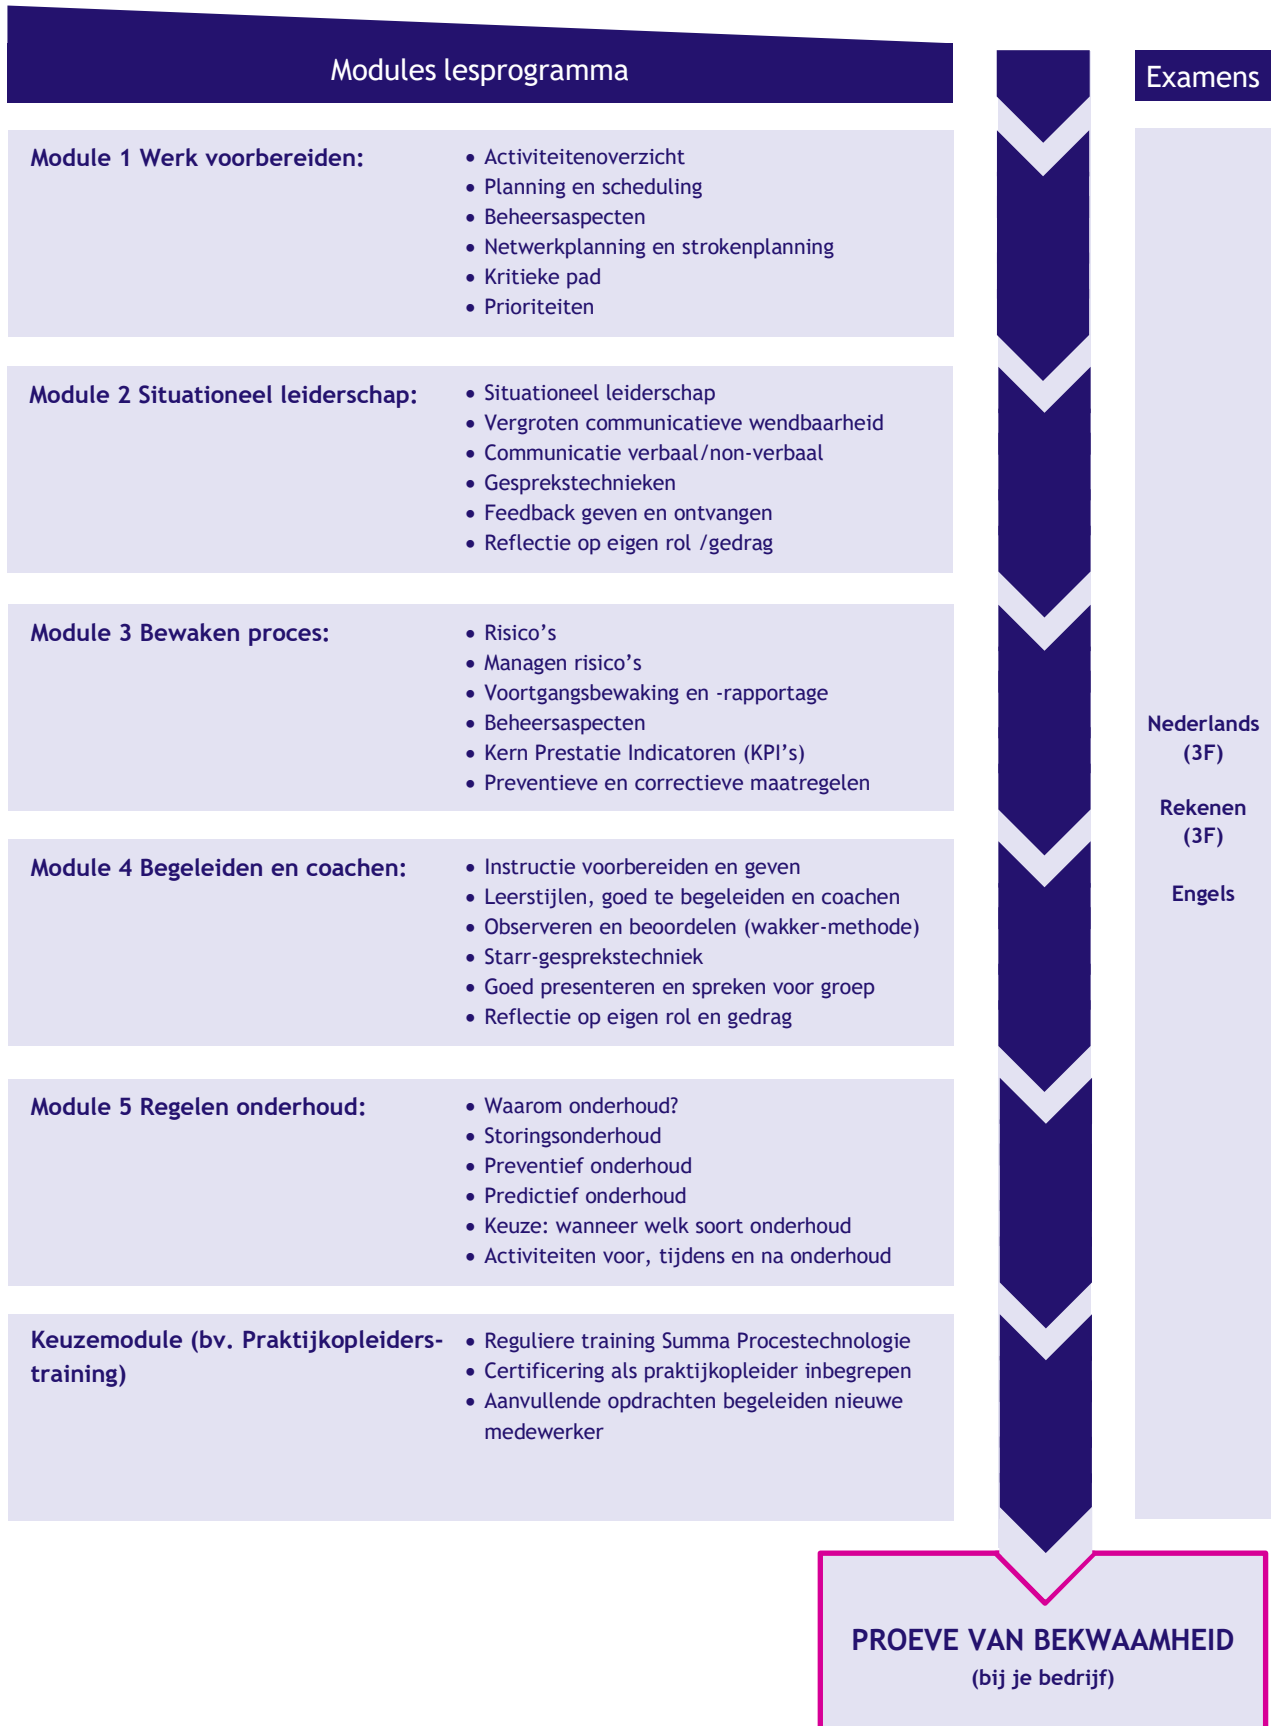 Modules lesprogramma
Examens
Module 1 Werk voorbereiden:
• Activiteitenoverzicht
• Planning en scheduling
• Beheersaspecten
• Netwerkplanning en strokenplanning
• Kritieke pad
• Prioriteiten
Module 2 Situationeel leiderschap:
• Situationeel leiderschap
• Vergroten communicatieve wendbaarheid
• Communicatie verbaal/non-verbaal
• Gesprekstechnieken
• Feedback geven en ontvangen
• Reflectie op eigen rol /gedrag
Module 3 Bewaken proces:
• Risico’s
• Managen risico’s
• Voortgangsbewaking en -rapportage
• Beheersaspecten
• Kern Prestatie Indicatoren (KPI’s)
• Preventieve en correctieve maatregelen
Module 4 Begeleiden en coachen:
• Instructie voorbereiden en geven
• Leerstijlen, goed te begeleiden en coachen
• Observeren en beoordelen (wakker-methode)
• Starr-gesprekstechniek
• Goed presenteren en spreken voor groep
• Reflectie op eigen rol en gedrag
Module 5 Regelen onderhoud:
• Waarom onderhoud?
• Storingsonderhoud
• Preventief onderhoud
• Predictief onderhoud
• Keuze: wanneer welk soort onderhoud
• Activiteiten voor, tijdens en na onderhoud
Keuzemodule (bv. Praktijkopleiders-
training)
• Reguliere training Summa Procestechnologie
• Certificering als praktijkopleider inbegrepen
• Aanvullende opdrachten begeleiden nieuwe
medewerker
Nederlands
(3F)
Rekenen
(3F)
Engels
PROEVE VAN BEKWAAMHEID
(bij je bedrijf)